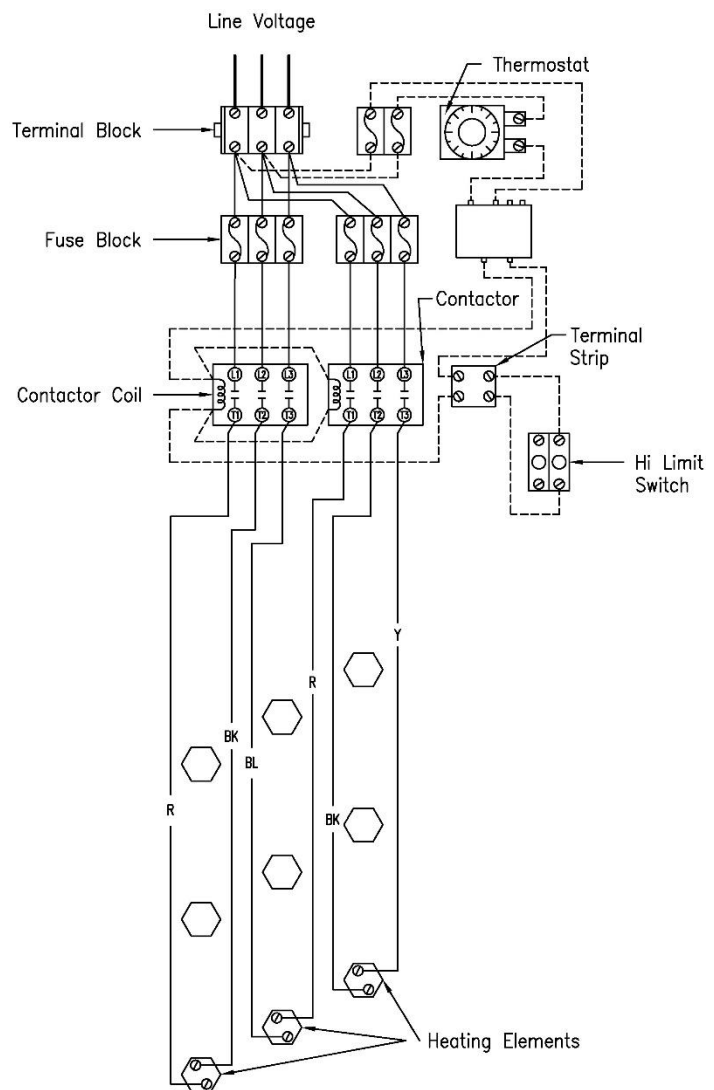 Line Voltage
Thermostat
Terminal Block
Fuse Block
Contactor
Terminal
Strip
L1 L2 L3 L1 L2 L3
Contactor Coil
T1 T2 T3 T1 T2 T3
Hi Limit
Switch
Y
R
BK
BL
R
BK
Heating Elements